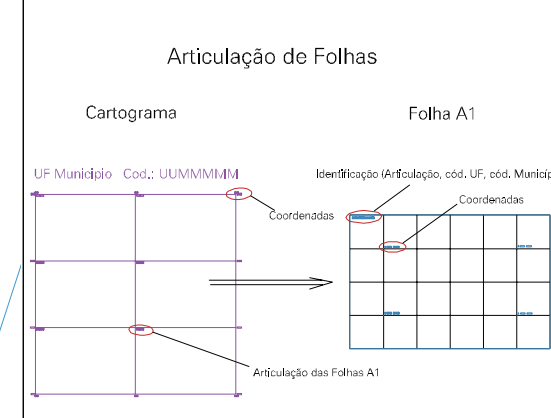 Articulação de Folhas
Cartograma
Folha A1
UF Municipio Cod.: UUMMMMM
Identificação (Articulação, cód. UF, cód.
Coordenadas
Coordenadas
Articulação das Folhas A1